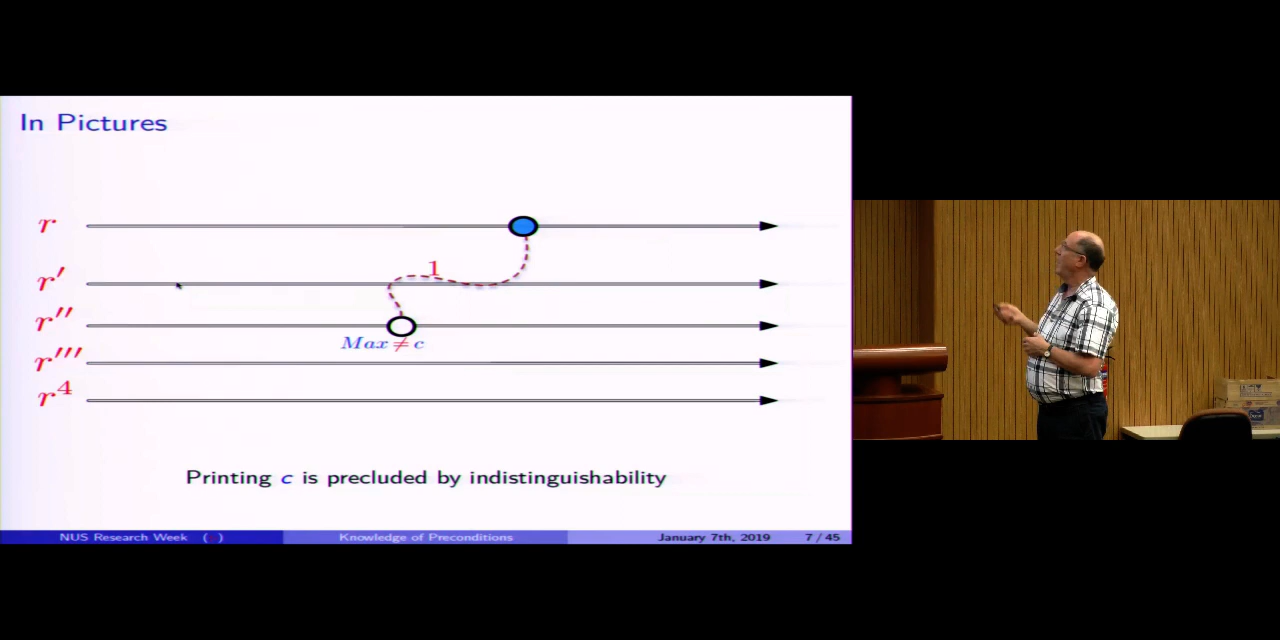 In Pictures
r
r′
1
r″
Max ≠ c
r‴
r⁴
Printing c is precluded by indistinguishability
NUS Research Week ( ) Knowledge of Preconditions January 7th, 2019 7 / 45